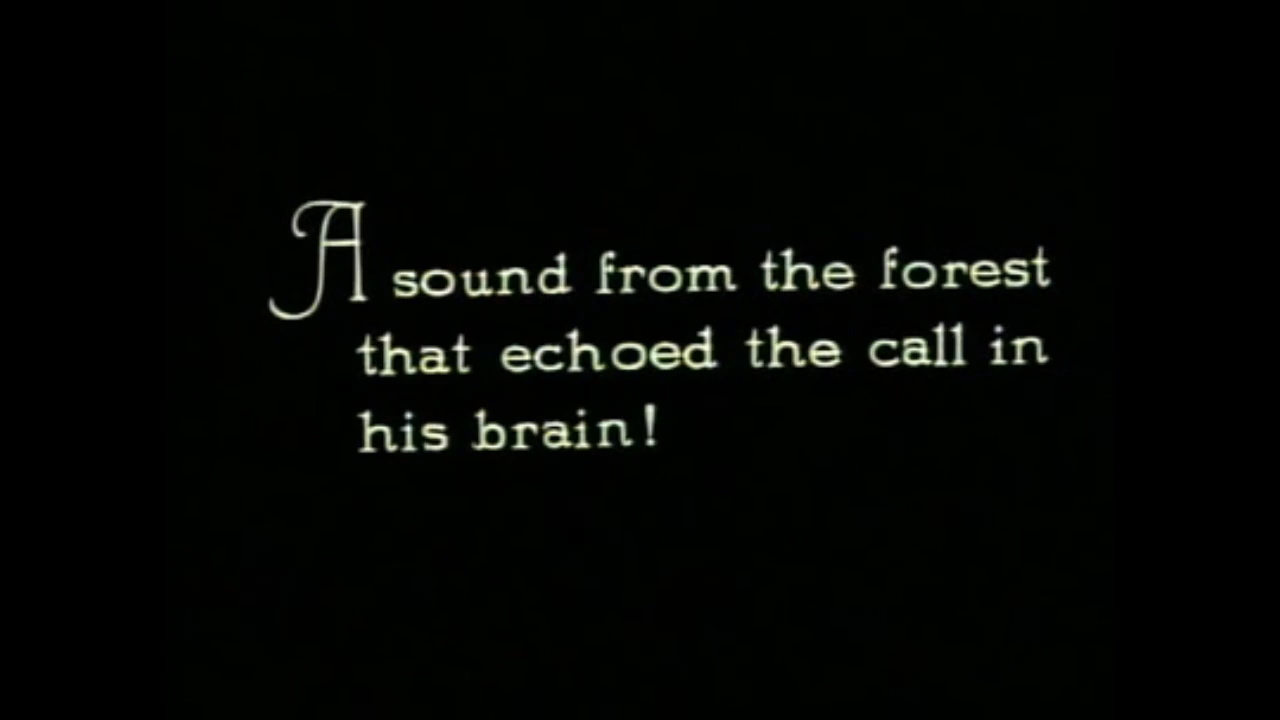 A sound from the forest
that echoed the call in
his brain!